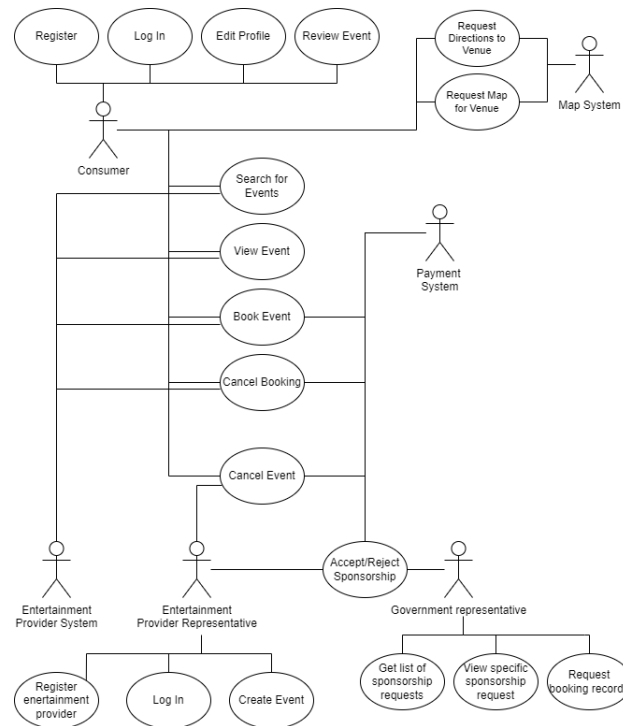 Register
Log In
Edit Profile
Review Event
Request
Directions to
Venue
Request Map
for Venue
Map System
Consumer
Search for
Events
View Event
Payment
System
Book Event
Cancel Booking
Cancel Event
Accept/Reject
Sponsorship
Entertainment
Provider System
Entertainment
Provider Representative
Government representative
Register
enertainment
provider
Log In
Create Event
Get list of
sponsorship
requests
View specific
sponsorship
request
Request
booking record